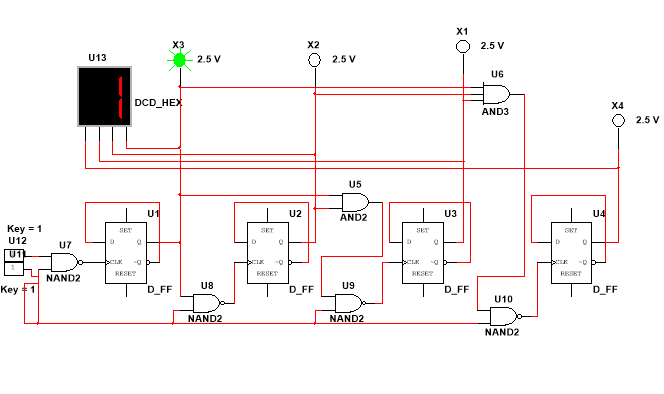 X1
2.5 V
X3
2.5 V
X2
2.5 V
U13
DCD_HEX
1
U6
AND3
X4
2.5 V
U5
AND2
U1
SET
D Q
CLK ~Q
RESET
D_FF
U2
SET
D Q
CLK ~Q
RESET
D_FF
U3
SET
D Q
CLK ~Q
RESET
D_FF
U4
SET
D Q
CLK ~Q
RESET
D_FF
Key = 1
U12
U11
1
Key = 1
U7
NAND2
U8
NAND2
U9
NAND2
U10
NAND2